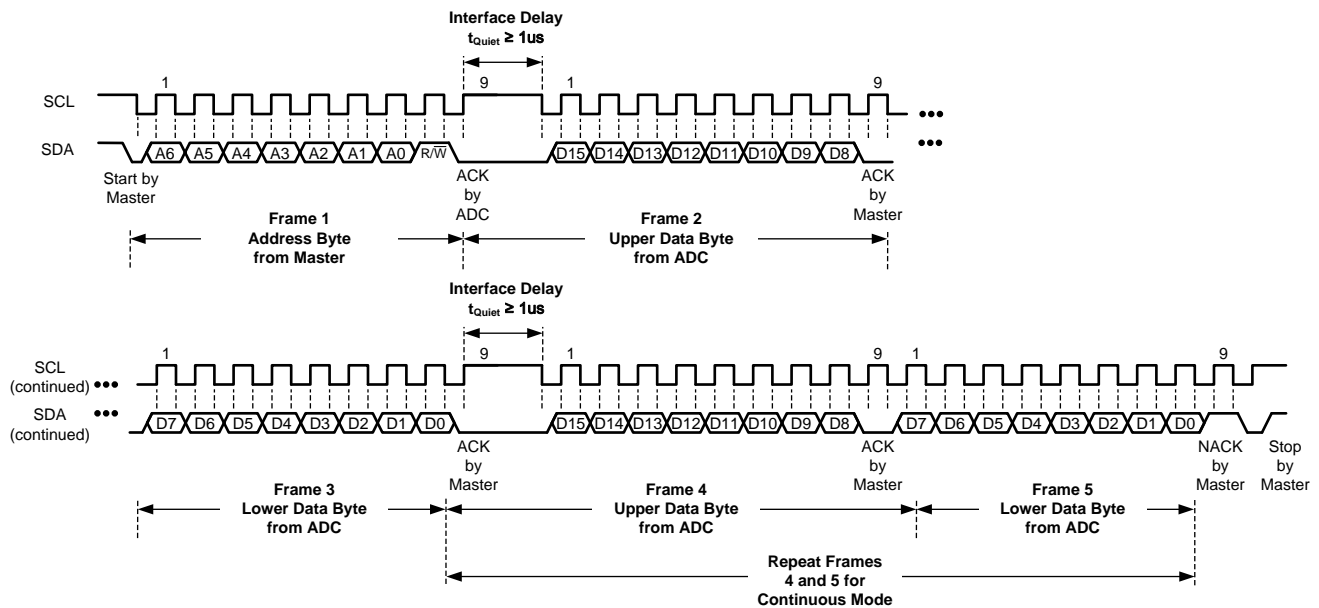 Interface Delay
tQuiet ≥ 1us
1 9 1 9
SCL
•••
SDA
A6 A5 A4 A3 A2 A1 A0 R/W̅ D15 D14 D13 D12 D11 D10 D9 D8
•••
Start by
Master
ACK
by
ADC
ACK
by
Master
Frame 1
Address Byte
from Master
Frame 2
Upper Data Byte
from ADC
Interface Delay
tQuiet ≥ 1us
1 9 1 9 1 9
SCL
(continued) •••
SDA
(continued)
•••
D7 D6 D5 D4 D3 D2 D1 D0 D15 D14 D13 D12 D11 D10 D9 D8 D7 D6 D5 D4 D3 D2 D1 D0
ACK
by
Master
ACK
by
Master
NACK
by
Master
Stop
by
Master
Frame 3
Lower Data Byte
from ADC
Frame 4
Upper Data Byte
from ADC
Frame 5
Lower Data Byte
from ADC
Repeat Frames
4 and 5 for
Continuous Mode